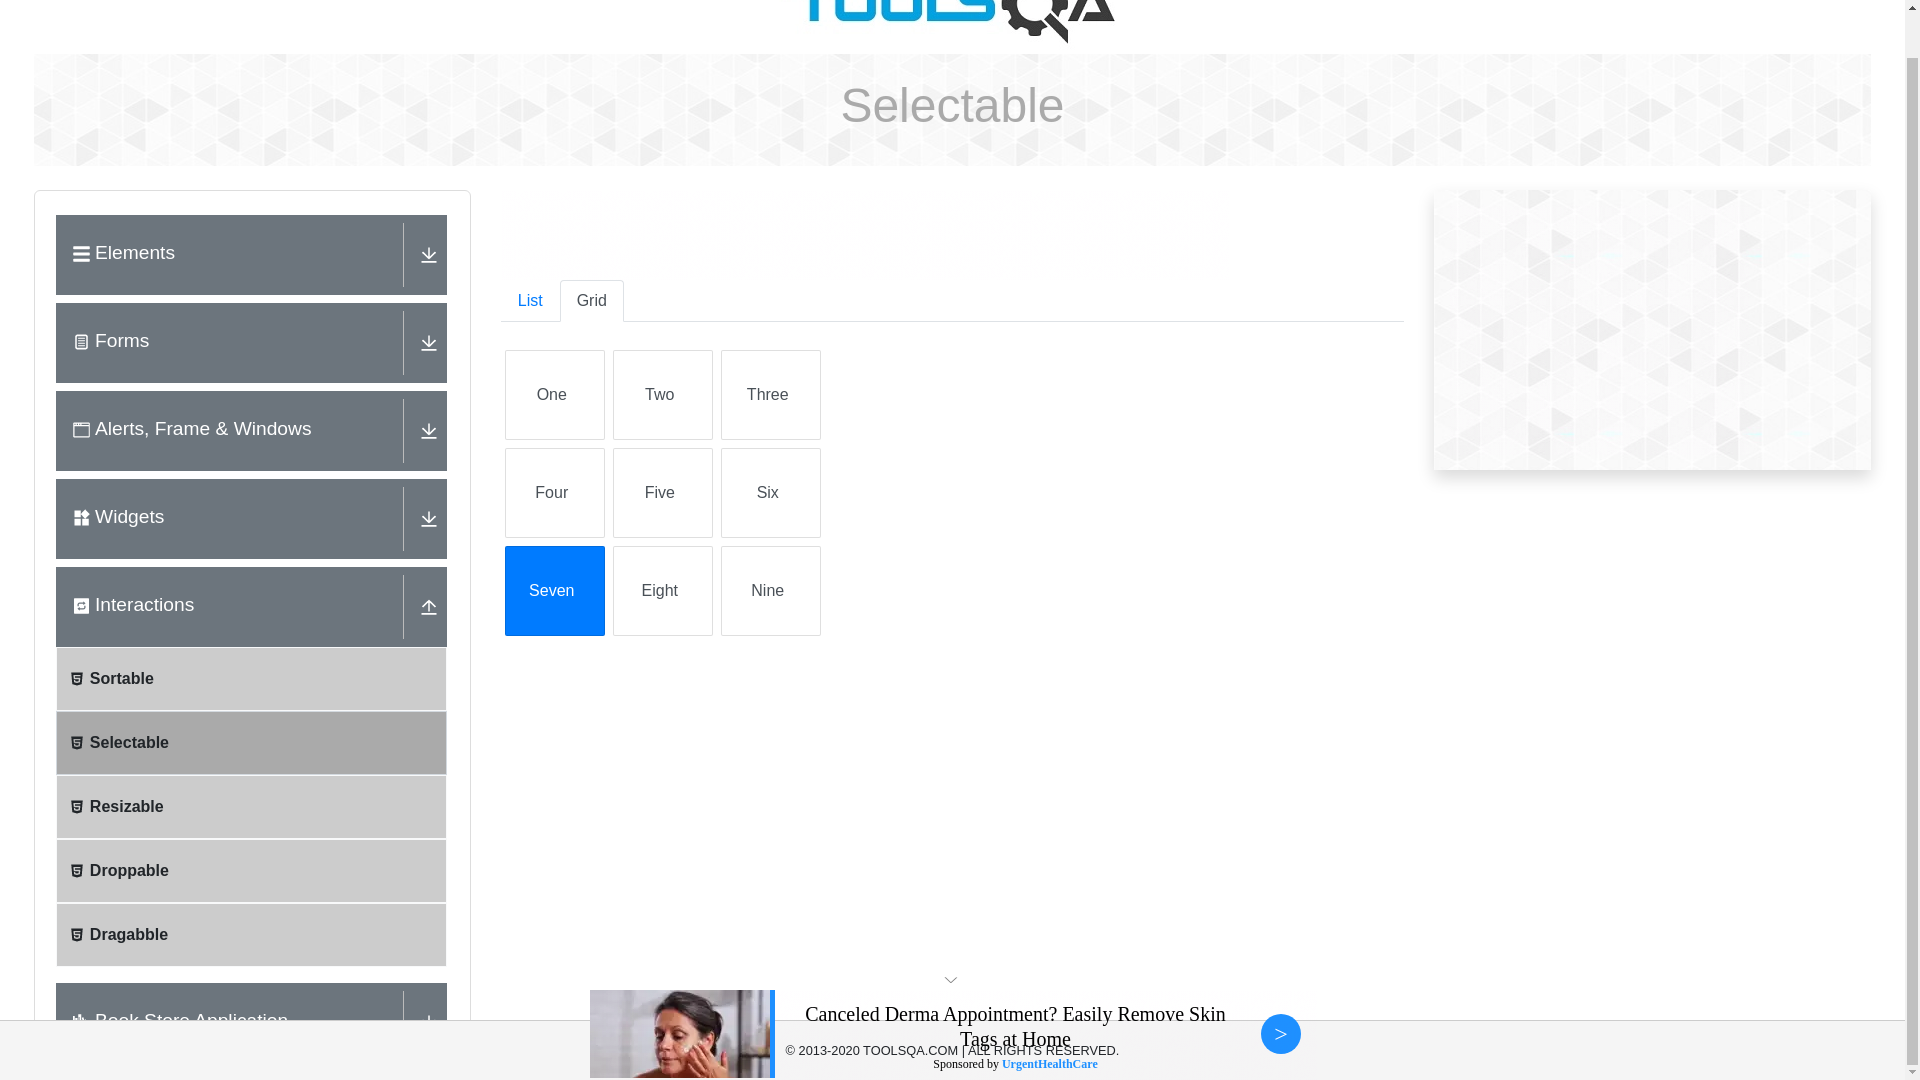 TOOLSQA
Selectable
Elements
Forms
Alerts, Frame & Windows
Widgets
Interactions
Sortable
Selectable
Resizable
Droppable
Dragabble
Book Store Application
List Grid
One Two Three
Four Five Six
Seven Eight Nine
Canceled Derma Appointment? Easily Remove Skin
Tags at Home
>
© 2013-2020 TOOLSQA.COM | ALL RIGHTS RESERVED.
Sponsored by UrgentHealthCare